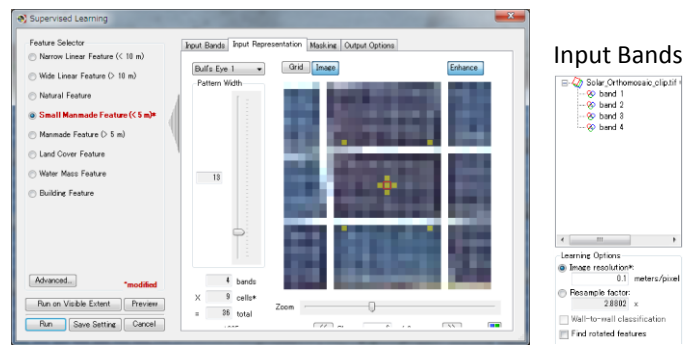 Supervised Learning
Feature Selector
Narrow Linear Feature (< 10 m)
Wide Linear Feature (> 10 m)
Natural Feature
Small Manmade Feature (< 5 m)*
Manmade Feature (> 5 m)
Land Cover Feature
Water Mass Feature
Building Feature
Advanced...
*modified
Run on Visible Extent
Preview
Run
Save Setting
Cancel
Input Bands
Input Representation
Masking
Output Options
Bull's Eye 1
Grid
Image
Enhance
Pattern Width
13
4 bands
X 9 cells*
= 36 total
Zoom
Input Bands
Solar_Orthomosaic_clip.tif
band 1
band 2
band 3
band 4
Learning Options
Image resolution*:
0.1 meters/pixel
Resample factor:
2.8802 x
Wall-to-wall classification
Find rotated features